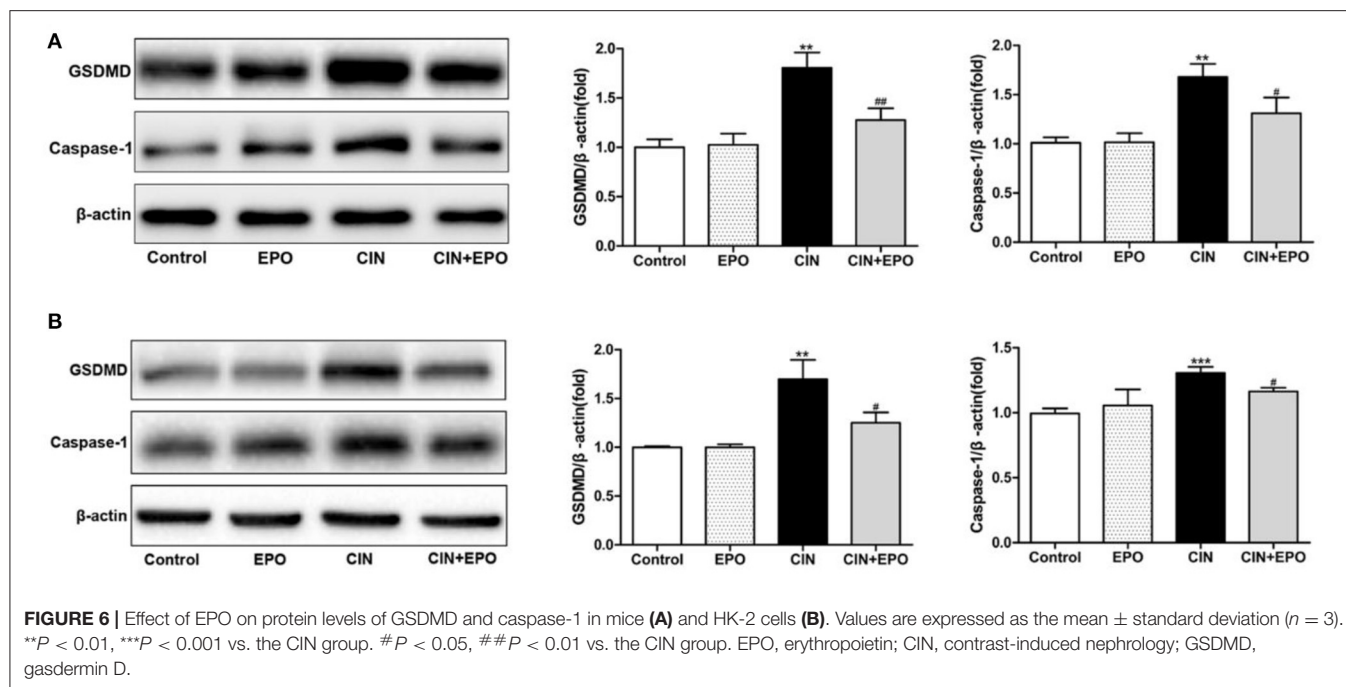 A
GSDMD
Caspase-1
β-actin
Control EPO CIN CIN+EPO
GSDMD/β -actin(fold)
2.0
1.5
1.0
0.5
0.0
**
##
Control EPO CIN CIN+EPO
Caspase-1/β -actin(fold)
2.0
1.5
1.0
0.5
0.0
**
#
Control EPO CIN CIN+EPO
B
GSDMD
Caspase-1
β-actin
Control EPO CIN CIN+EPO
GSDMD/β -actin(fold)
2.0
1.5
1.0
0.5
0.0
**
#
Control EPO CIN CIN+EPO
Caspase-1/β -actin(fold)
1.5
1.0
0.5
0.0
***
#
Control EPO CIN CIN+EPO
FIGURE 6 | Effect of EPO on protein levels of GSDMD and caspase-1 in mice (A) and HK-2 cells (B). Values are expressed as the mean ± standard deviation (n = 3).
**P < 0.01, ***P < 0.001 vs. the CIN group. #P < 0.05, ##P < 0.01 vs. the CIN group. EPO, erythropoietin; CIN, contrast-induced nephrology; GSDMD,
gasdermin D.